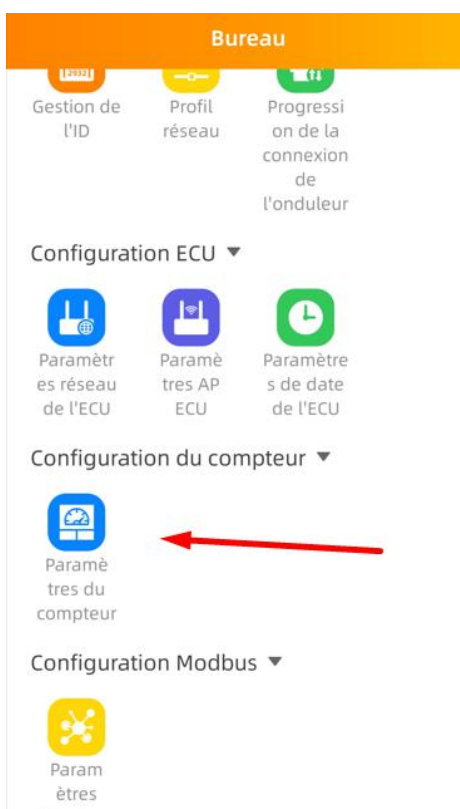 Bureau
Gestion de
l'ID
Profil
réseau
Progressi
on de la
connexion
de
l'onduleur
Configuration ECU
Paramètr
es réseau
de l'ECU
Paramè
tres AP
ECU
Paramètre
s de date
de l'ECU
Configuration du compteur
Paramè
tres du
compteur
Configuration Modbus
Param
ètres